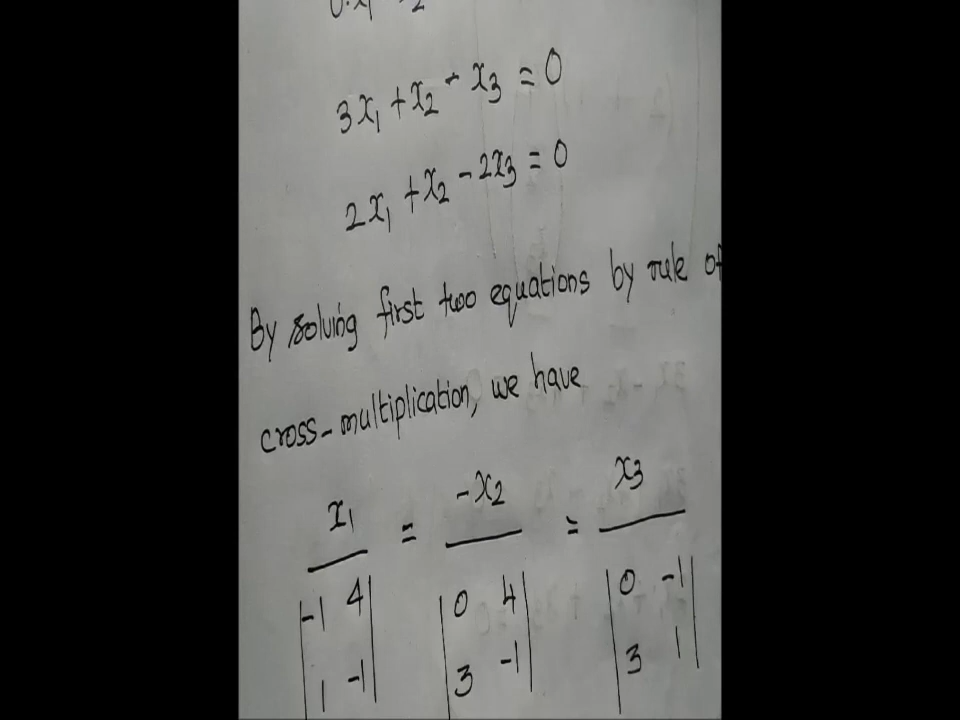 3x₁ + x₂ - x₃ = 0
2x₁ + x₂ - 2x₃ = 0
By solving first two equations by rule of
cross-multiplication, we have
x₁ = -x₂ = x₃
|-1 4| |0 4| |0 -1|
|1 -1| |3 -1| |3 1|